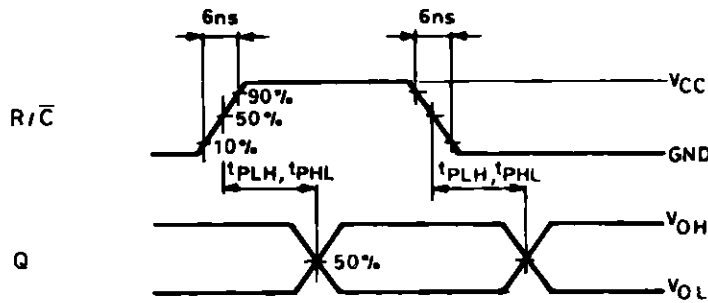 6ns 6ns
R/C̅
90%
50%
10%
VCC
GND
tPLH, tPHL tPLH, tPHL
Q
50%
VOH
VOL